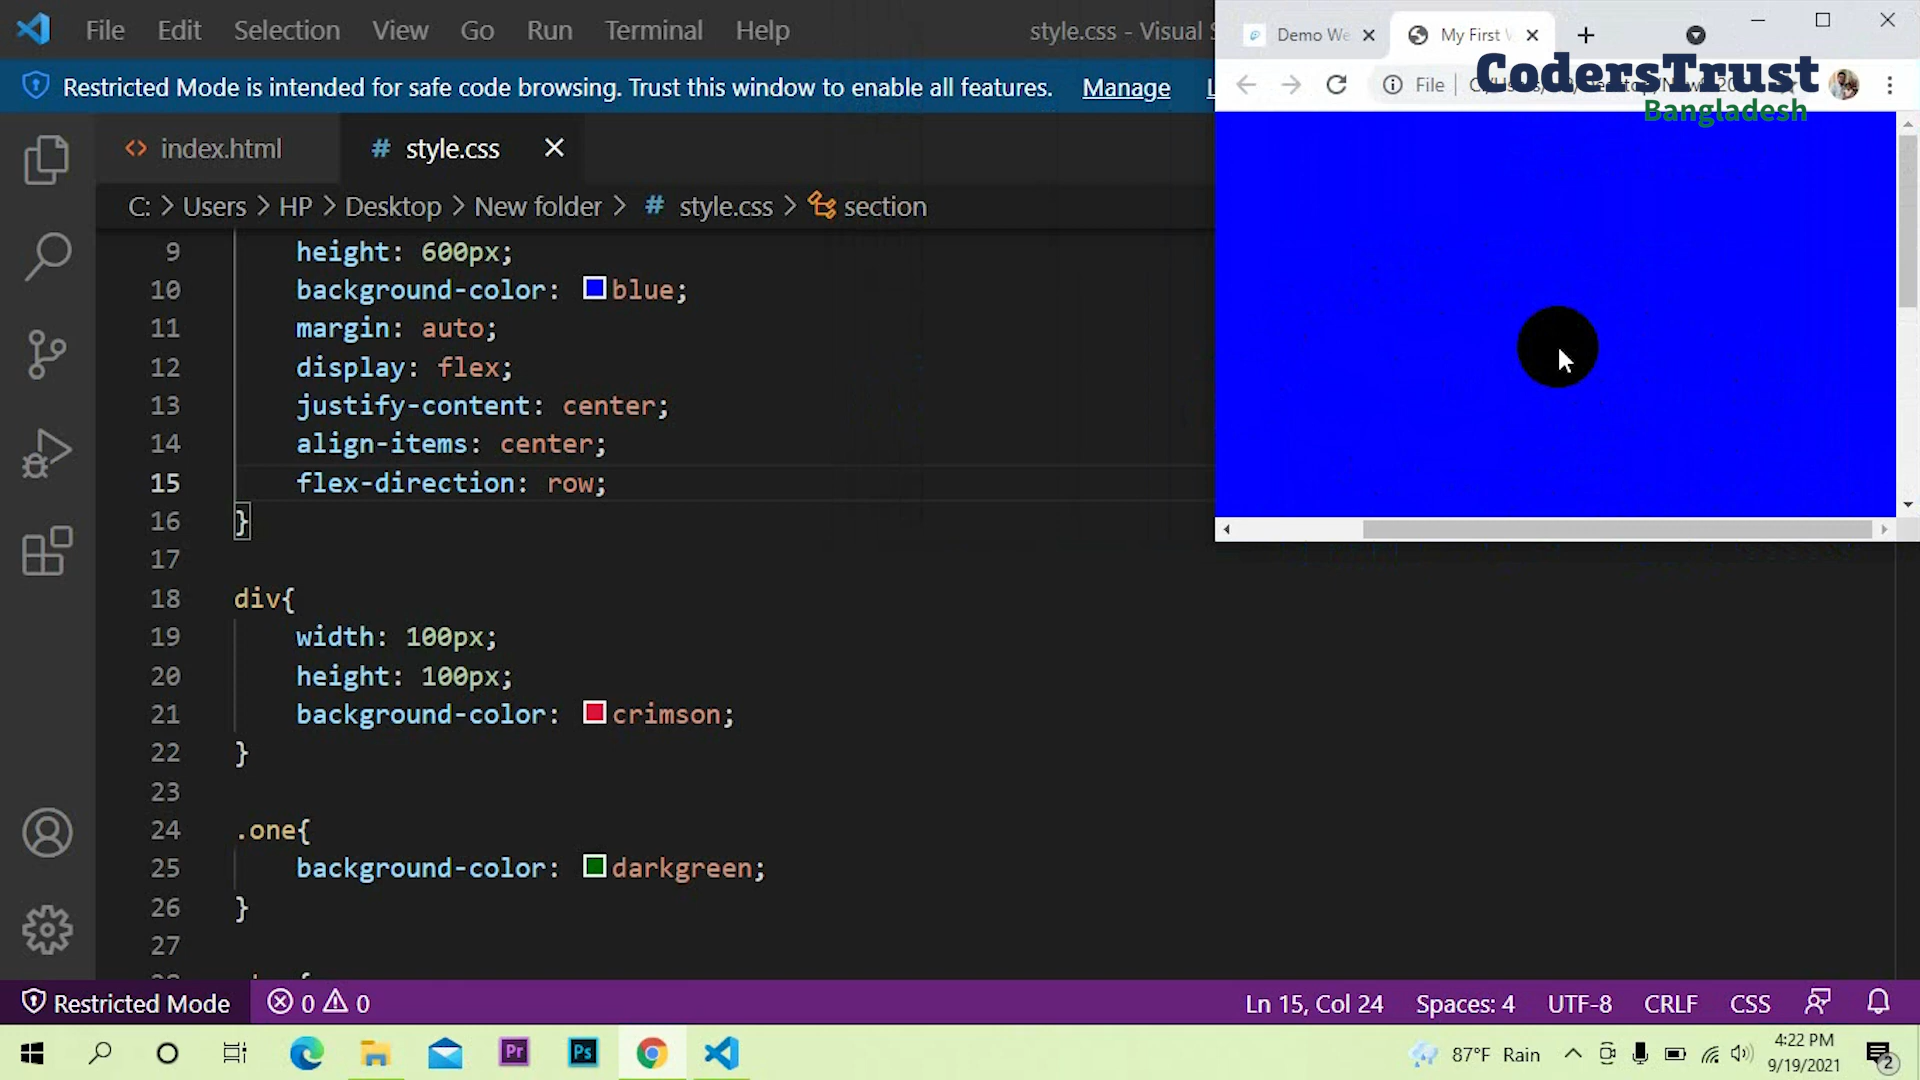 File Edit Selection View Go Run Terminal Help
style.css - Visual S
Restricted Mode is intended for safe code browsing. Trust this window to enable all features. Manage
index.html
# style.css
C: > Users > HP > Desktop > New folder > # style.css > section
9 height: 600px;
10 background-color: blue;
11 margin: auto;
12 display: flex;
13 justify-content: center;
14 align-items: center;
15 flex-direction: row;
16 }
17
18 div{
19 width: 100px;
20 height: 100px;
21 background-color: crimson;
22 }
23
24 .one{
25 background-color: darkgreen;
26 }
27
Demo We
My First
File
CodersTrust
Bangladesh
Restricted Mode 0 0
Ln 15, Col 24 Spaces: 4 UTF-8 CRLF CSS
Pr Ps
87°F Rain
4:22 PM
9/19/2021
2